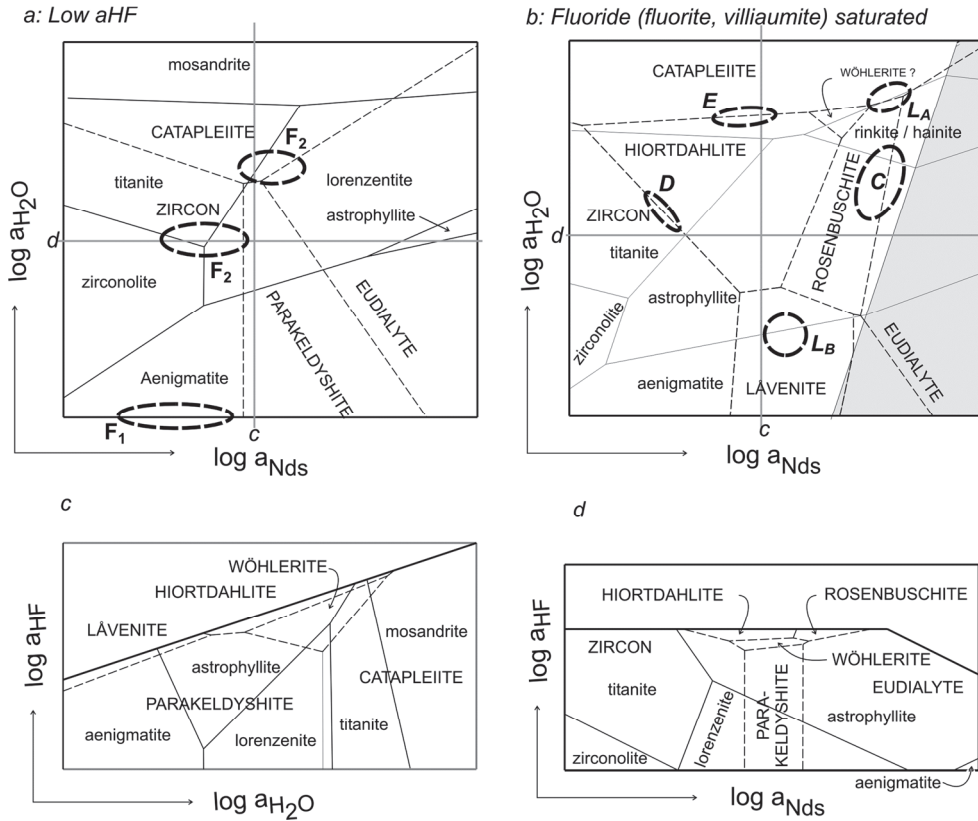 a: Low aHF
mosandrite
CATAPLEIITE
F2
titanite
lorenzentite
ZIRCON
astrophyllite
d
F2
zirconolite
PARAKELDYSHITE
EUDIALYTE
Aenigmatite
F1
c
log aH2O
log aNds
b: Fluoride (fluorite, villiaumite) saturated
CATAPLEIITE
WÖHLERITE ?
E
LA
rinkite / hainite
HIORTDAHLITE
D
C
ZIRCON
d
titanite
ROSENBUSCHITE
astrophyllite
zirconolite
LB
EUDIALYTE
aenigmatite
LÅVENITE
c
log aH2O
log aNds
c
WÖHLERITE
HIORTDAHLITE
LÅVENITE
mosandrite
astrophyllite
CATAPLEIITE
PARAKELDYSHITE
aenigmatite
lorenzenite
titanite
log aHF
log aH2O
d
HIORTDAHLITE
ROSENBUSCHITE
ZIRCON
WÖHLERITE
titanite
EUDIALYTE
PARA-
KELDYSHITE
astrophyllite
lorenzenite
zirconolite
aenigmatite
log aHF
log aNds